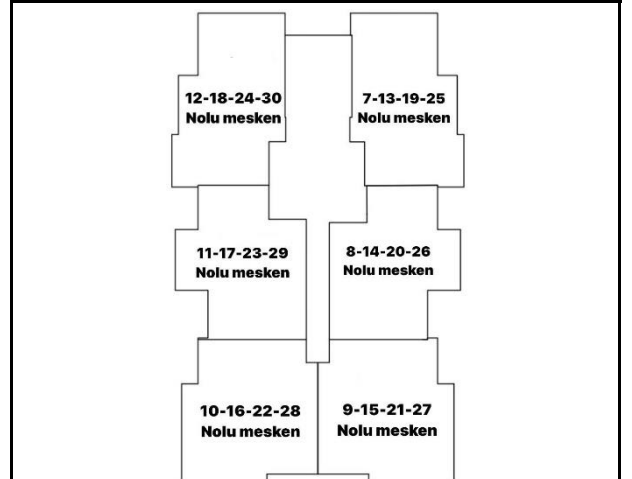 12-18-24-30
Nolu mesken
7-13-19-25
Nolu mesken
11-17-23-29
Nolu mesken
8-14-20-26
Nolu mesken
10-16-22-28
Nolu mesken
9-15-21-27
Nolu mesken